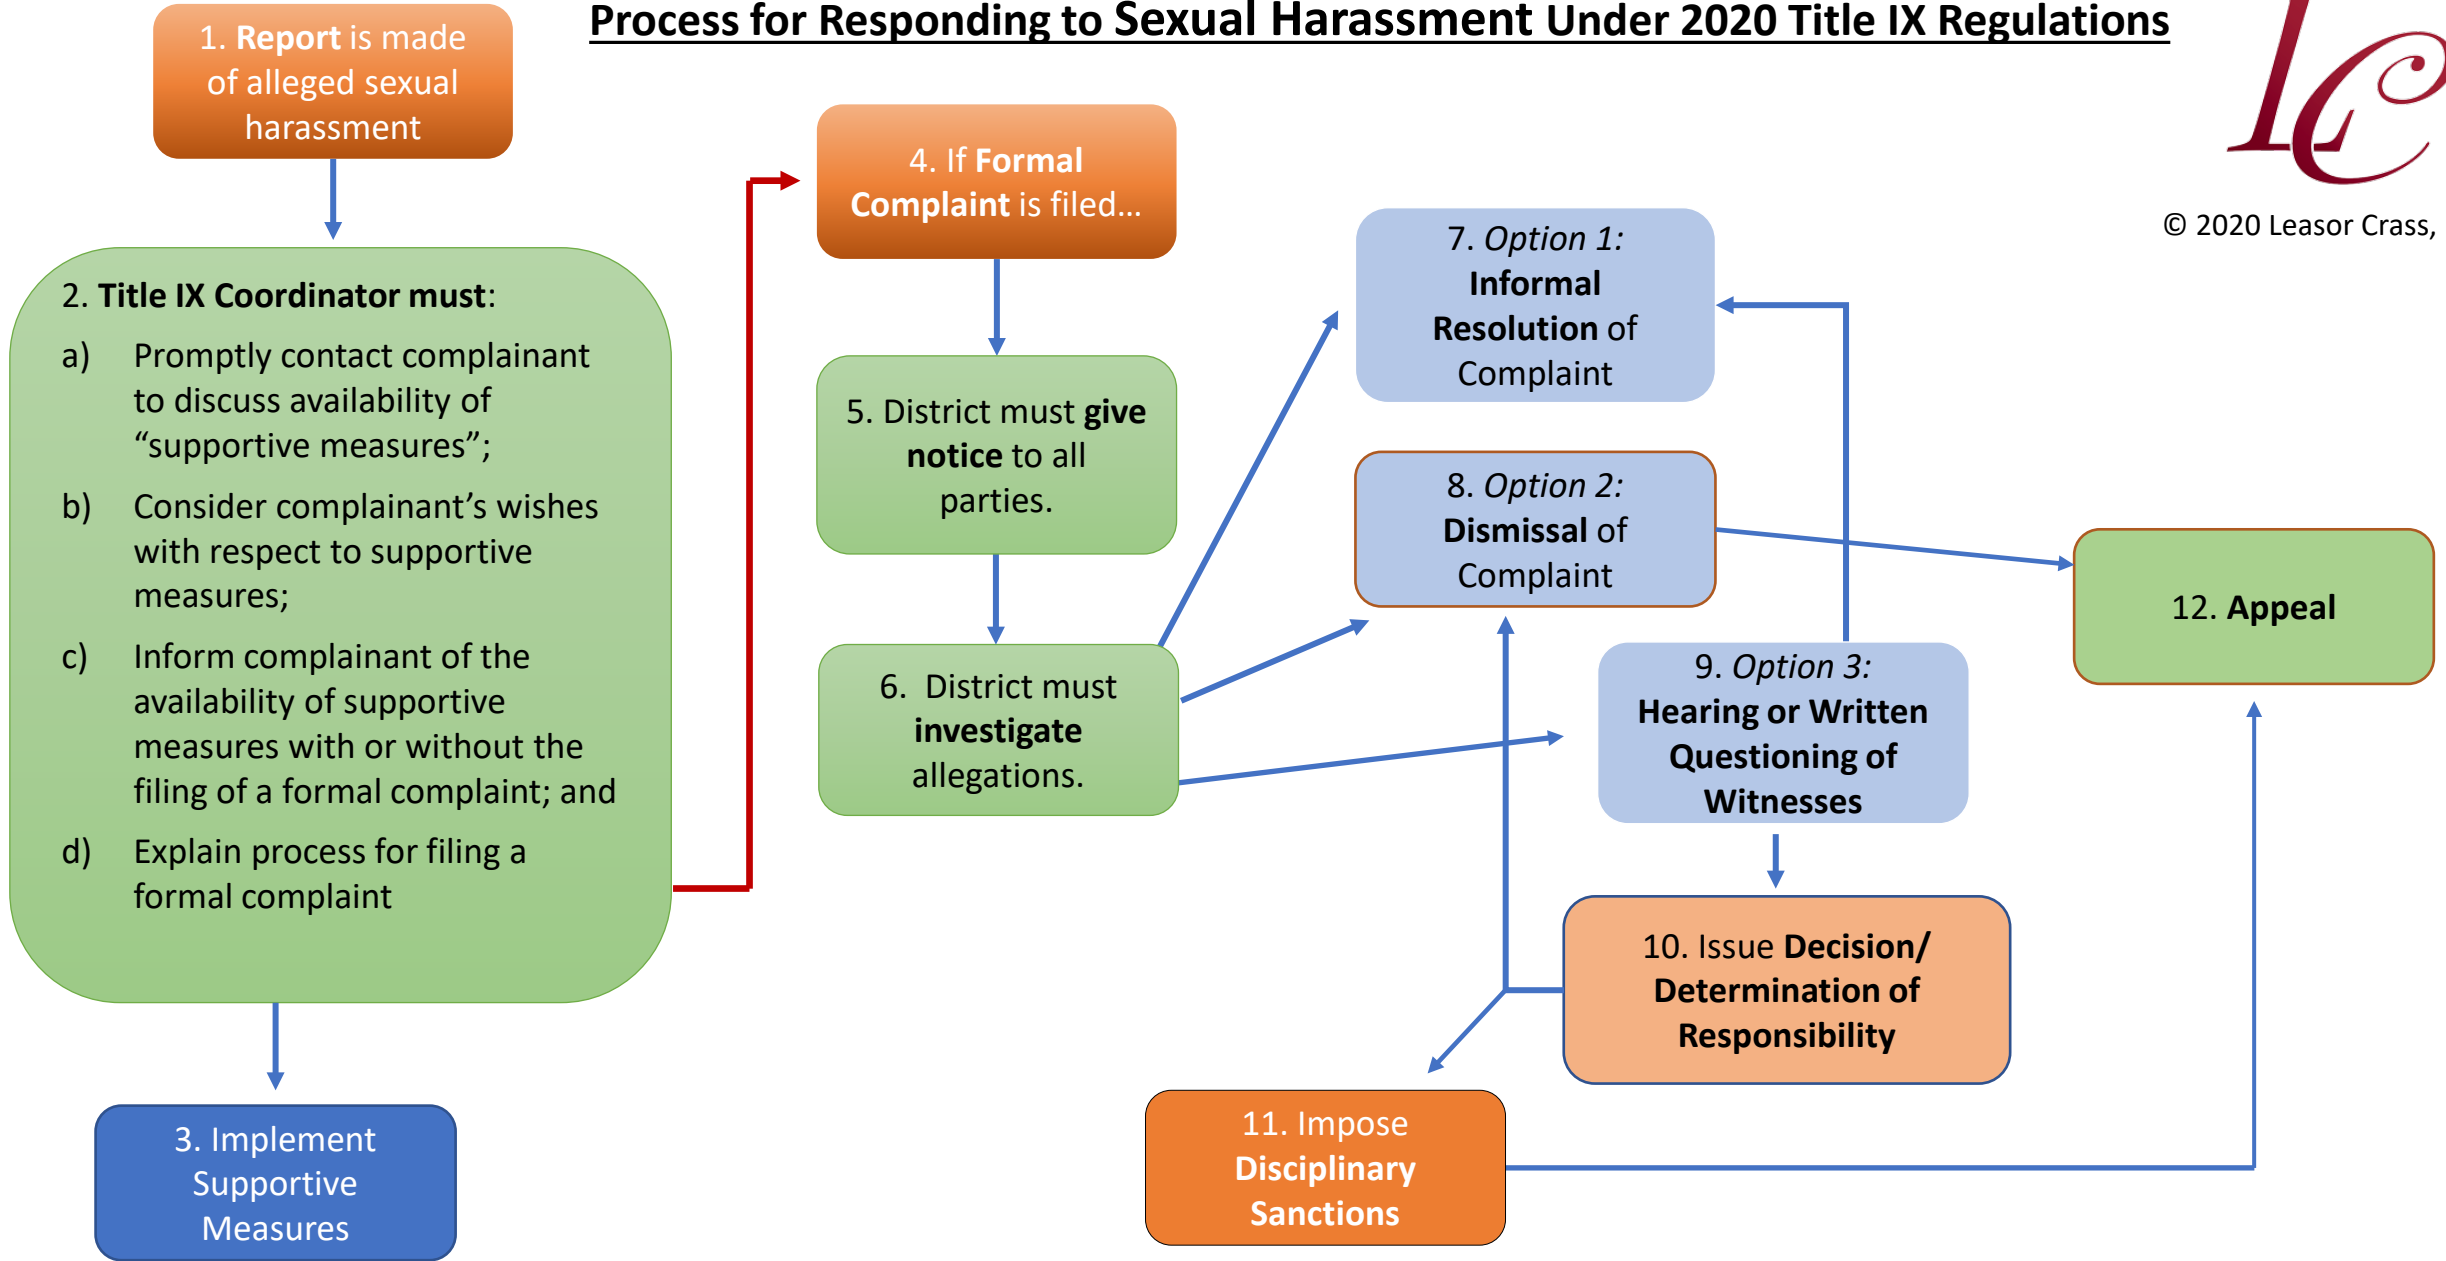 Process for Responding to Sexual Harassment Under 2020 Title IX Regulations
1. Report is made
of alleged sexual
harassment
2. Title IX Coordinator must:
a) Promptly contact complainant
to discuss availability of
“supportive measures”;
b) Consider complainant’s wishes
with respect to supportive
measures;
c) Inform complainant of the
availability of supportive
measures with or without the
filing of a formal complaint; and
d) Explain process for filing a
formal complaint
3. Implement
Supportive
Measures
4. If Formal
Complaint is filed…
5. District must give
notice to all
parties.
6. District must
investigate
allegations.
7. Option 1:
Informal
Resolution of
Complaint
8. Option 2:
Dismissal of
Complaint
9. Option 3:
Hearing or Written
Questioning of
Witnesses
10. Issue Decision/
Determination of
Responsibility
11. Impose
Disciplinary
Sanctions
12. Appeal
LC
© 2020 Leasor Crass,